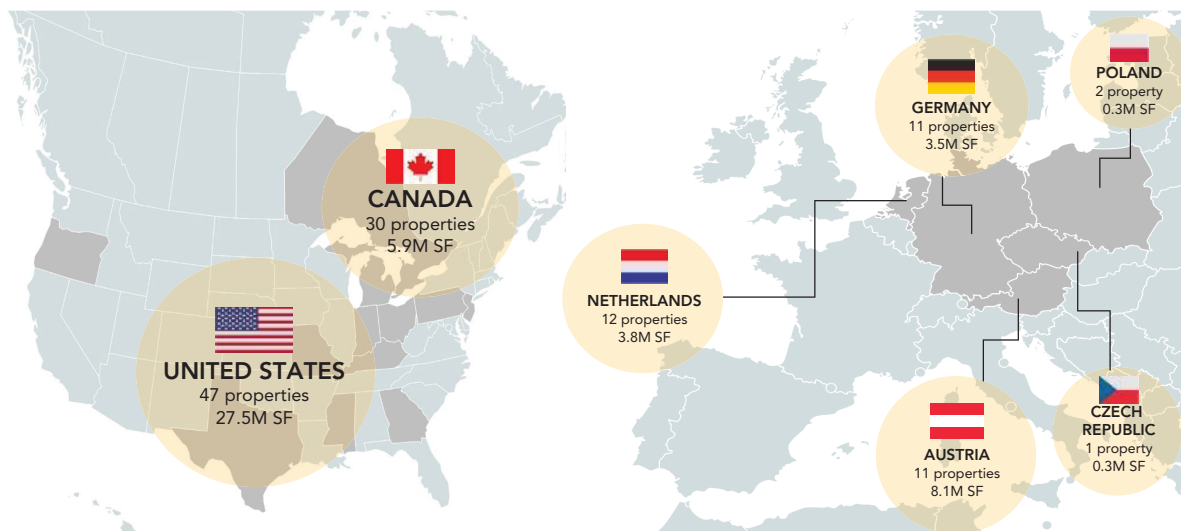 CANADA
30 properties
5.9M SF
UNITED STATES
47 properties
27.5M SF
GERMANY
11 properties
3.5M SF
POLAND
2 property
0.3M SF
NETHERLANDS
12 properties
3.8M SF
AUSTRIA
11 properties
8.1M SF
CZECH
REPUBLIC
1 property
0.3M SF